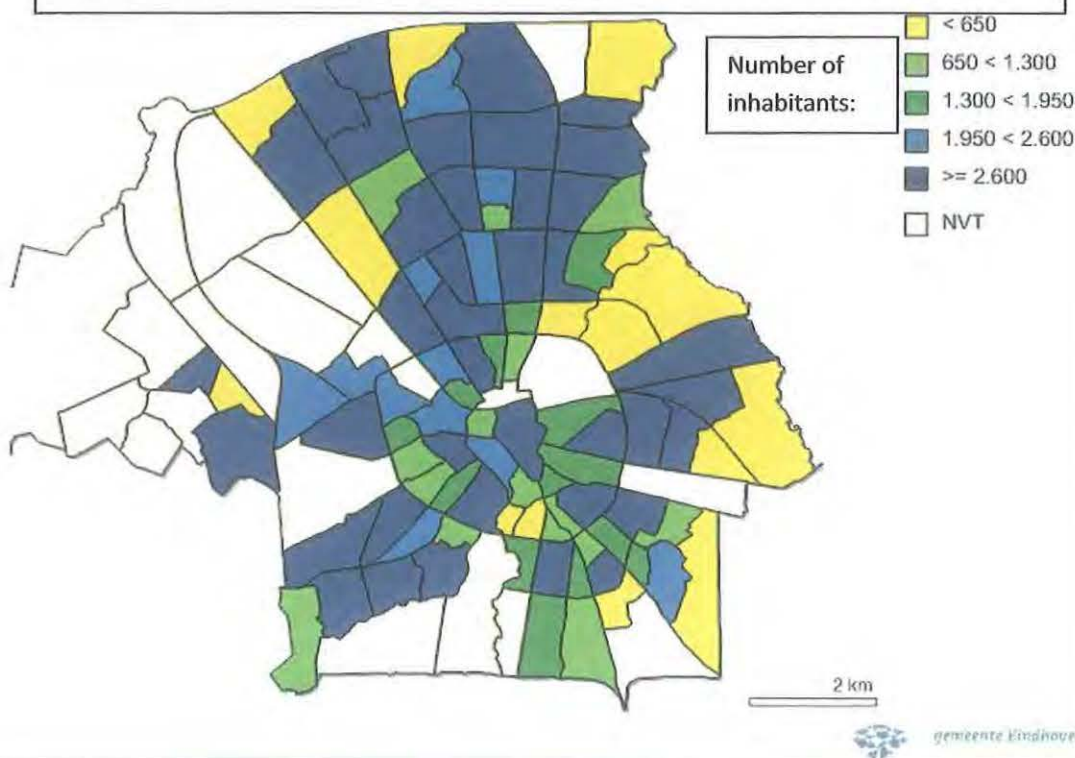 Number of
inhabitants:
< 650
650 < 1.300
1.300 < 1.950
1.950 < 2.600
>= 2.600
NVT
2 km
gemeente Eindhove